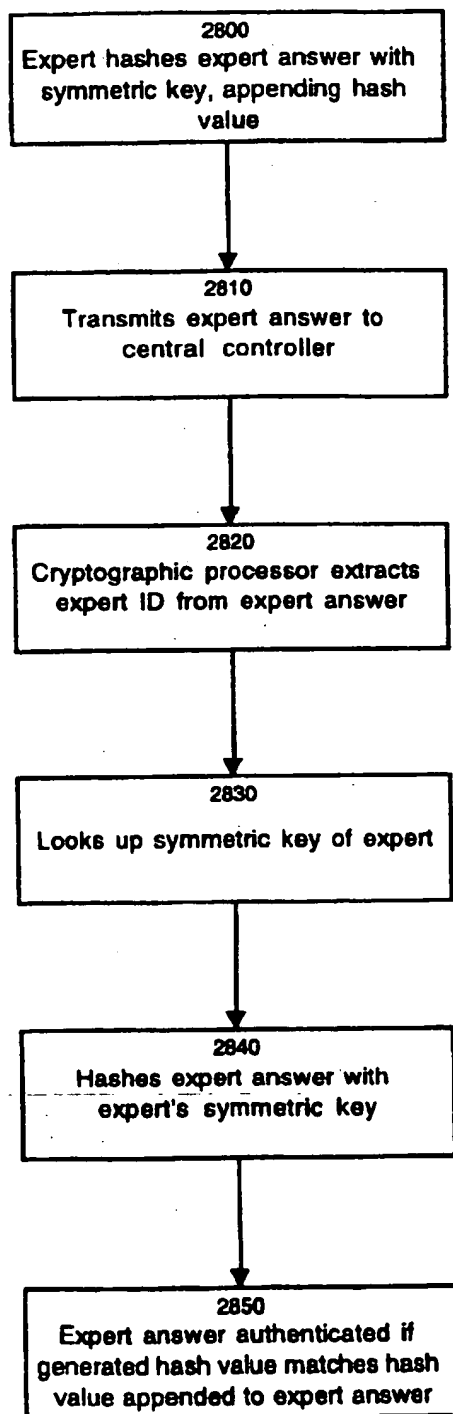 2800
Expert hashes expert answer with
symmetric key, appending hash
value
2810
Transmits expert answer to
central controller
2820
Cryptographic processor extracts
expert ID from expert answer
2830
Looks up symmetric key of expert
2840
Hashes expert answer with
expert's symmetric key
2850
Expert answer authenticated if
generated hash value matches hash
value appended to expert answer